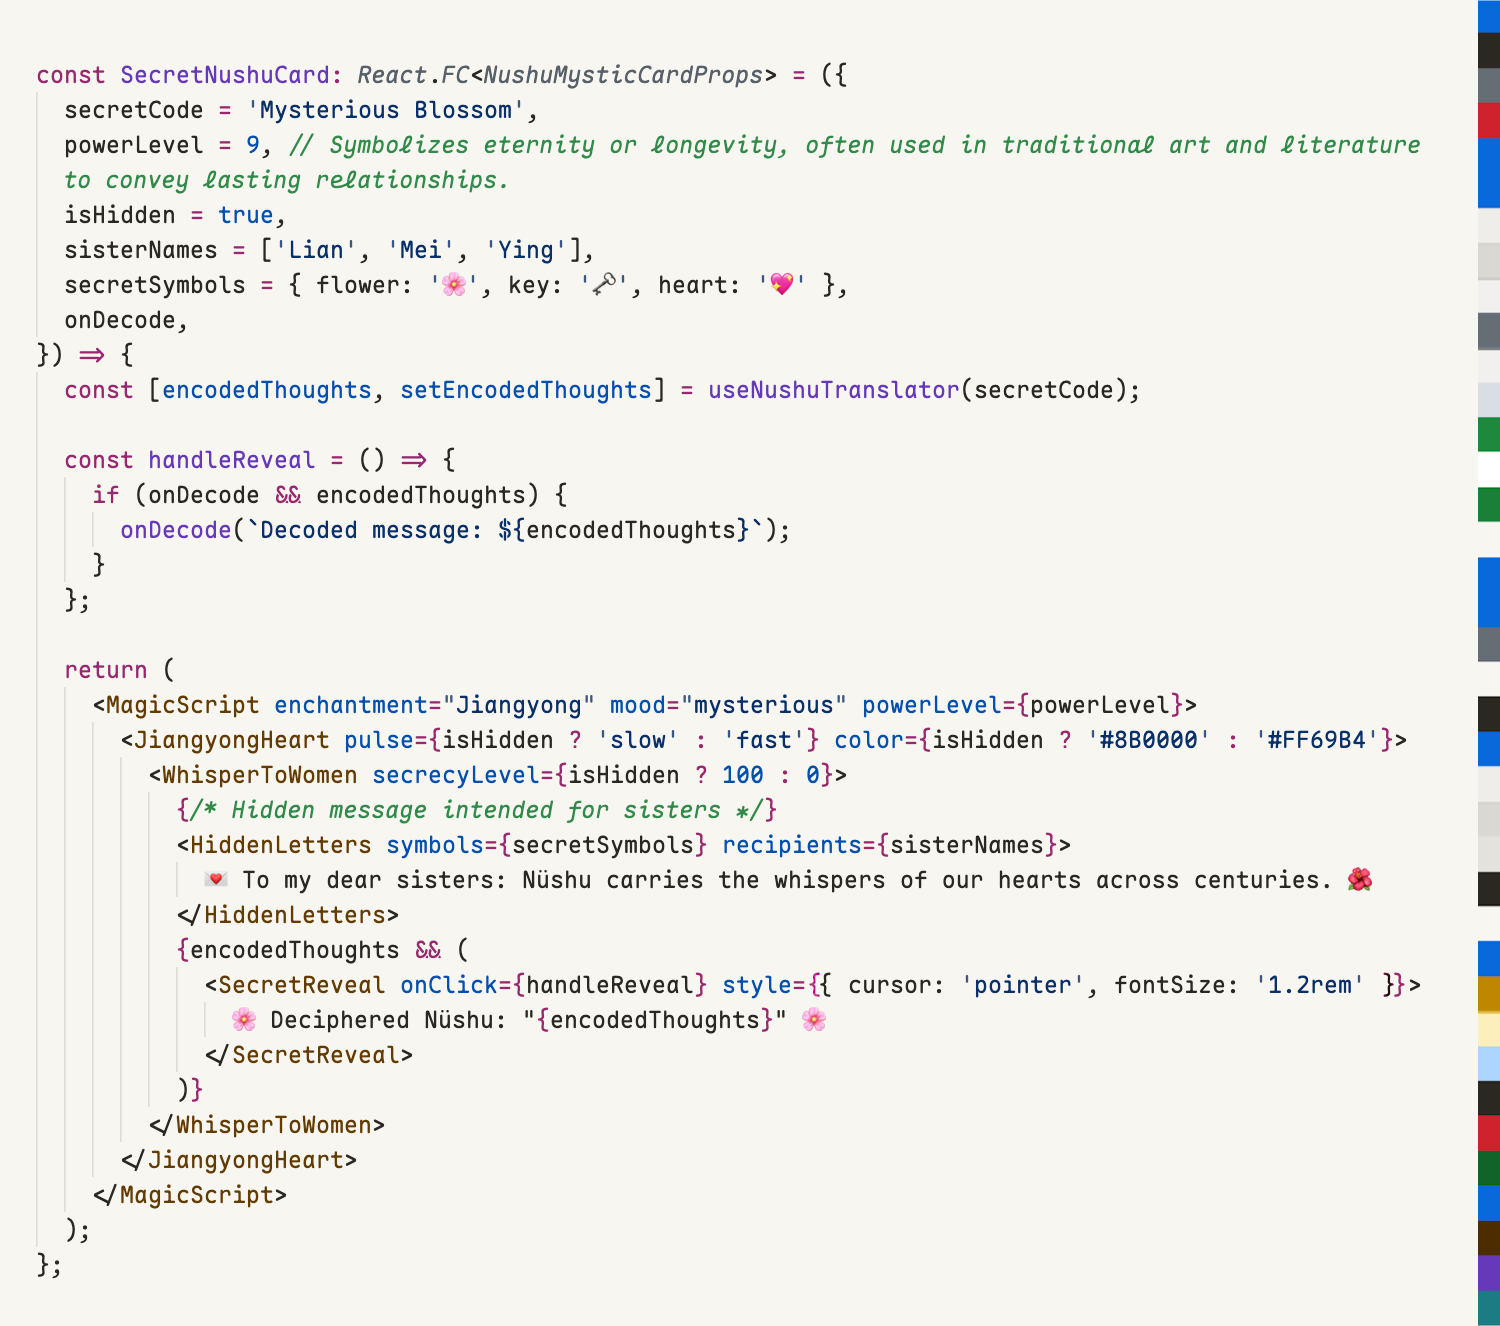 const SecretNushuCard: React.FC<NushuMysticCardProps> = ({
  secretCode = 'Mysterious Blossom',
  powerLevel = 9, // Symbolizes eternity or longevity, often used in traditional art and literature
  to convey lasting relationships.
  isHidden = true,
  sisterNames = ['Lian', 'Mei', 'Ying'],
  secretSymbols = { flower: '🌸', key: '🗝️', heart: '💖' },
  onDecode,
}) => {
  const [encodedThoughts, setEncodedThoughts] = useNushuTranslator(secretCode);

  const handleReveal = () => {
    if (onDecode && encodedThoughts) {
      onDecode(`Decoded message: ${encodedThoughts}`);
    }
  };

  return (
    <MagicScript enchantment="Jiangyong" mood="mysterious" powerLevel={powerLevel}>
      <JiangyongHeart pulse={isHidden ? 'slow' : 'fast'} color={isHidden ? '#8B0000' : '#FF69B4'}>
        <WhisperToWomen secrecyLevel={isHidden ? 100 : 0}>
          {/* Hidden message intended for sisters */}
          <HiddenLetters symbols={secretSymbols} recipients={sisterNames}>
            💌 To my dear sisters: Nüshu carries the whispers of our hearts across centuries. 🌺
          </HiddenLetters>
          {encodedThoughts && (
            <SecretReveal onClick={handleReveal} style={{ cursor: 'pointer', fontSize: '1.2rem' }}>
              🌸 Deciphered Nüshu: "{encodedThoughts}" 🌸
            </SecretReveal>
          )}
        </WhisperToWomen>
      </JiangyongHeart>
    </MagicScript>
  );
};